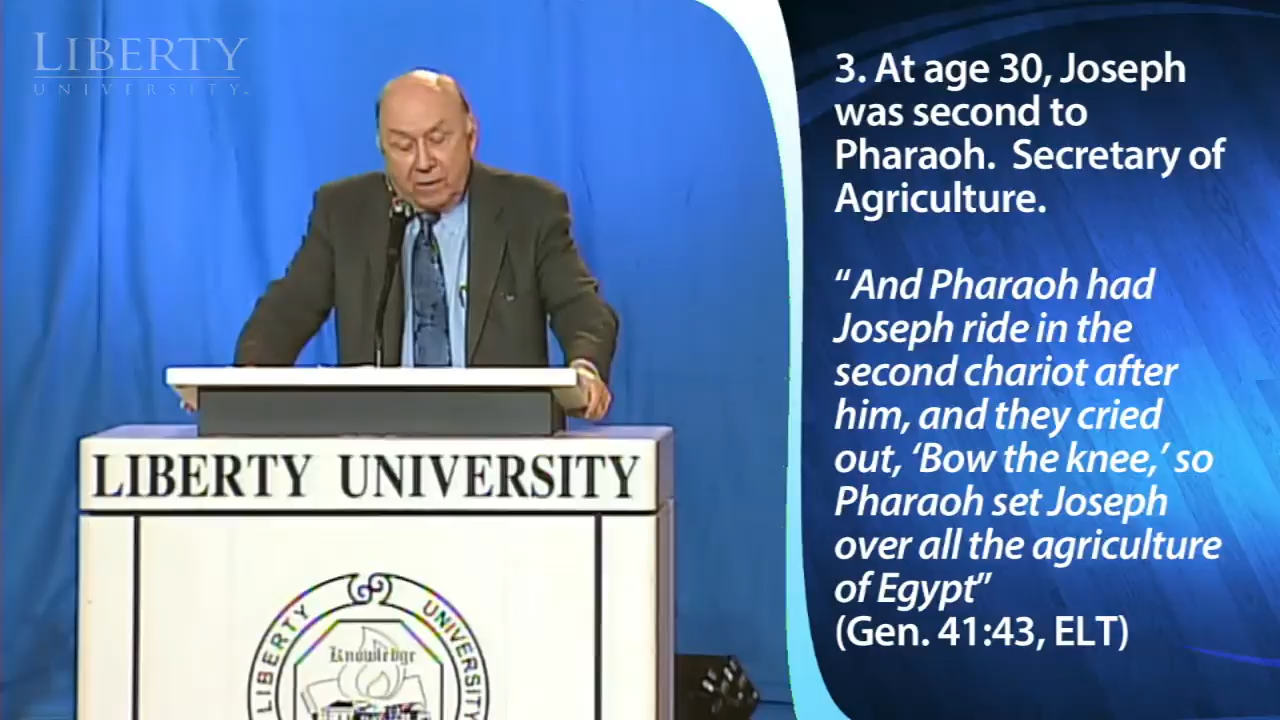 LIBERTY
UNIVERSITY
3. At age 30, Joseph
was second to
Pharaoh.  Secretary of
Agriculture.
“And Pharaoh had
Joseph ride in the
second chariot after
him, and they cried
out, ‘Bow the knee,’ so
Pharaoh set Joseph
over all the agriculture
of Egypt”
(Gen. 41:43, ELT)
LIBERTY UNIVERSITY
LIBERTY UNIVERSITY
Knowledge